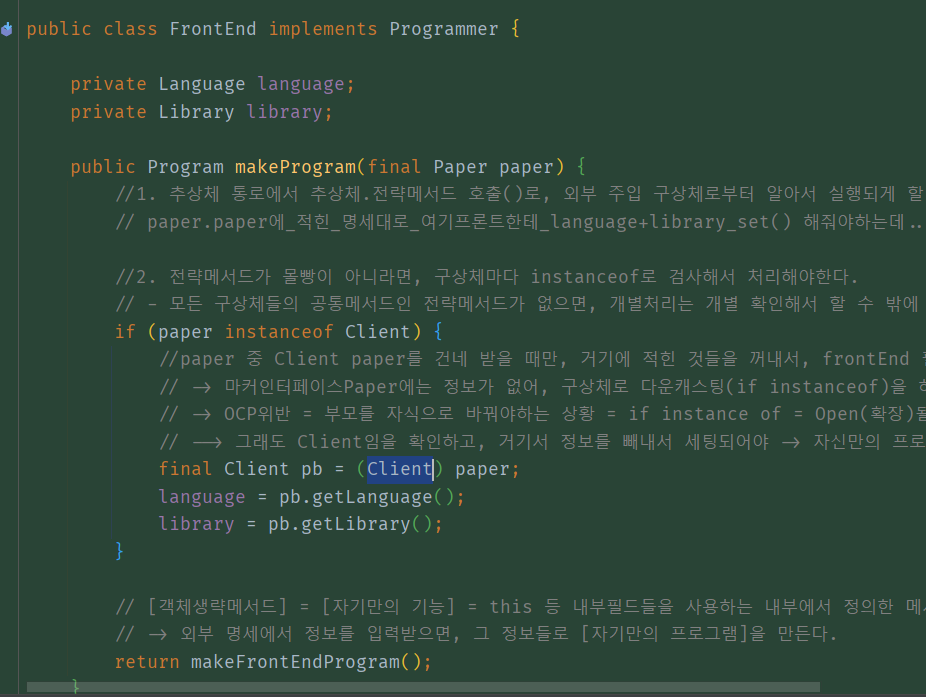 public class FrontEnd implements Programmer {
private Language language;
private Library library;
public Program makeProgram(final Paper paper) {
//1. 추상체 통로에서 추상체.전략메서드 호출()로, 외부 주입 구상체로부터 알아서 실행되게 할
// paper.paper에_적힌_명세대로_여기프론트한테_language+library_set() 해줘야하는데..
//2. 전략메서드가 몰빵이 아니라면, 구상체마다 instanceof로 검사해서 처리해야한다.
// - 모든 구상체들의 공통메서드인 전략메서드가 없으면, 개별처리는 개별 확인해서 할 수 밖에
if (paper instanceof Client) {
//paper 중 Client paper를 건네 받을 때만, 거기에 적힌 것들을 꺼내서, frontEnd
// -> 마커인터페이스Paper에는 정보가 없어, 구상체로 다운캐스팅(if instanceof)을
// -> OCP위반 = 부모를 자식으로 바꿔야하는 상황 = if instance of = Open(확장)
// --> 그래도 Client임을 확인하고, 거기서 정보를 빼내서 세팅되어야 -> 자신만의 프로
final Client pb = (Client) paper;
language = pb.getLanguage();
library = pb.getLibrary();
}
// [객체생략메서드] = [자기만의 기능] = this 등 내부필드들을 사용하는 내부에서 정의한
// -> 외부 명세에서 정보를 입력받으면, 그 정보들로 [자기만의 프로그램]을 만든다.
return makeFrontEndProgram();
}